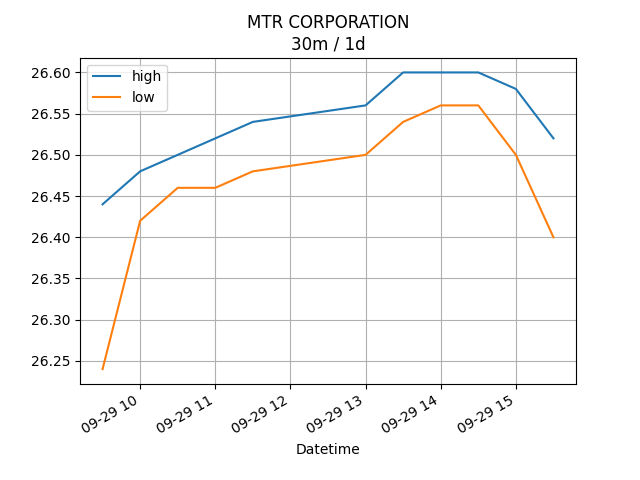 MTR CORPORATION
30m / 1d
high
low
26.60
26.55
26.50
26.45
26.40
26.35
26.30
26.25
09-29 10
09-29 11
09-29 12
09-29 13
09-29 14
09-29 15
Datetime